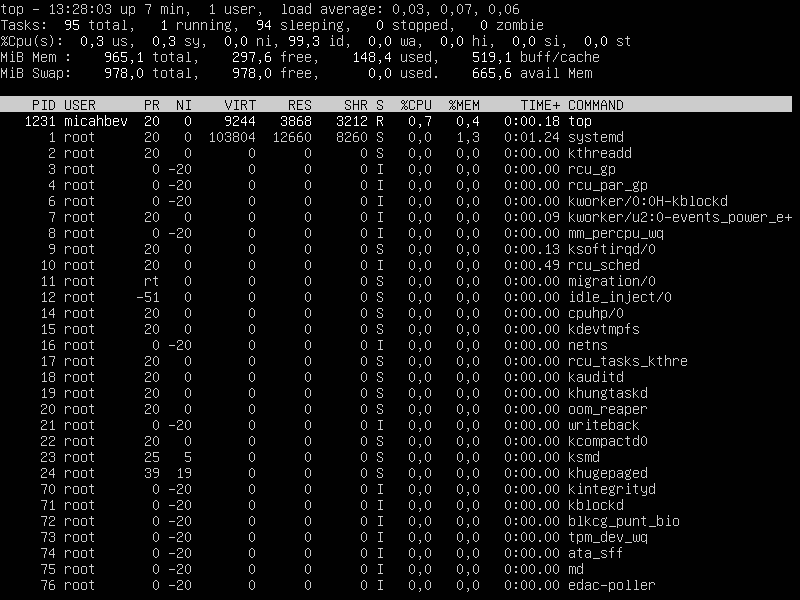 top - 13:28:03 up 7 min,  1 user,  load average: 0,03, 0,07, 0,06
Tasks:  95 total,   1 running,  94 sleeping,   0 stopped,   0 zombie
%Cpu(s):  0,3 us,  0,3 sy,  0,0 ni, 99,3 id,  0,0 wa,  0,0 hi,  0,0 si,  0,0 st
MiB Mem :    965,1 total,    297,6 free,    148,4 used,    519,1 buff/cache
MiB Swap:    978,0 total,    978,0 free,      0,0 used.    665,6 avail Mem
    PID USER      PR  NI    VIRT    RES    SHR S  %CPU  %MEM     TIME+ COMMAND
   1231 micahbev  20   0    9244   3868   3212 R   0,7   0,4   0:00.18 top
      1 root      20   0  103804  12660   8260 S   0,0   1,3   0:01.24 systemd
      2 root      20   0       0      0      0 S   0,0   0,0   0:00.00 kthreadd
      3 root       0 -20       0      0      0 I   0,0   0,0   0:00.00 rcu_gp
      4 root       0 -20       0      0      0 I   0,0   0,0   0:00.00 rcu_par_gp
      6 root       0 -20       0      0      0 I   0,0   0,0   0:00.00 kworker/0:0H-kblockd
      7 root      20   0       0      0      0 I   0,0   0,0   0:00.09 kworker/u2:0-events_power_e+
      8 root       0 -20       0      0      0 I   0,0   0,0   0:00.00 mm_percpu_wq
      9 root      20   0       0      0      0 S   0,0   0,0   0:00.13 ksoftirqd/0
     10 root      20   0       0      0      0 I   0,0   0,0   0:00.49 rcu_sched
     11 root      rt   0       0      0      0 S   0,0   0,0   0:00.00 migration/0
     12 root     -51   0       0      0      0 S   0,0   0,0   0:00.00 idle_inject/0
     14 root      20   0       0      0      0 S   0,0   0,0   0:00.00 cpuhp/0
     15 root      20   0       0      0      0 S   0,0   0,0   0:00.00 kdevtmpfs
     16 root       0 -20       0      0      0 I   0,0   0,0   0:00.00 netns
     17 root      20   0       0      0      0 S   0,0   0,0   0:00.00 rcu_tasks_kthre
     18 root      20   0       0      0      0 S   0,0   0,0   0:00.00 kauditd
     19 root      20   0       0      0      0 S   0,0   0,0   0:00.00 khungtaskd
     20 root      20   0       0      0      0 S   0,0   0,0   0:00.00 oom_reaper
     21 root       0 -20       0      0      0 I   0,0   0,0   0:00.00 writeback
     22 root      20   0       0      0      0 S   0,0   0,0   0:00.00 kcompactd0
     23 root      25   5       0      0      0 S   0,0   0,0   0:00.00 ksmd
     24 root      39  19       0      0      0 S   0,0   0,0   0:00.00 khugepaged
     70 root       0 -20       0      0      0 I   0,0   0,0   0:00.00 kintegrityd
     71 root       0 -20       0      0      0 I   0,0   0,0   0:00.00 kblockd
     72 root       0 -20       0      0      0 I   0,0   0,0   0:00.00 blkcg_punt_bio
     73 root       0 -20       0      0      0 I   0,0   0,0   0:00.00 tpm_dev_wq
     74 root       0 -20       0      0      0 I   0,0   0,0   0:00.00 ata_sff
     75 root       0 -20       0      0      0 I   0,0   0,0   0:00.00 md
     76 root       0 -20       0      0      0 I   0,0   0,0   0:00.00 edac-poller